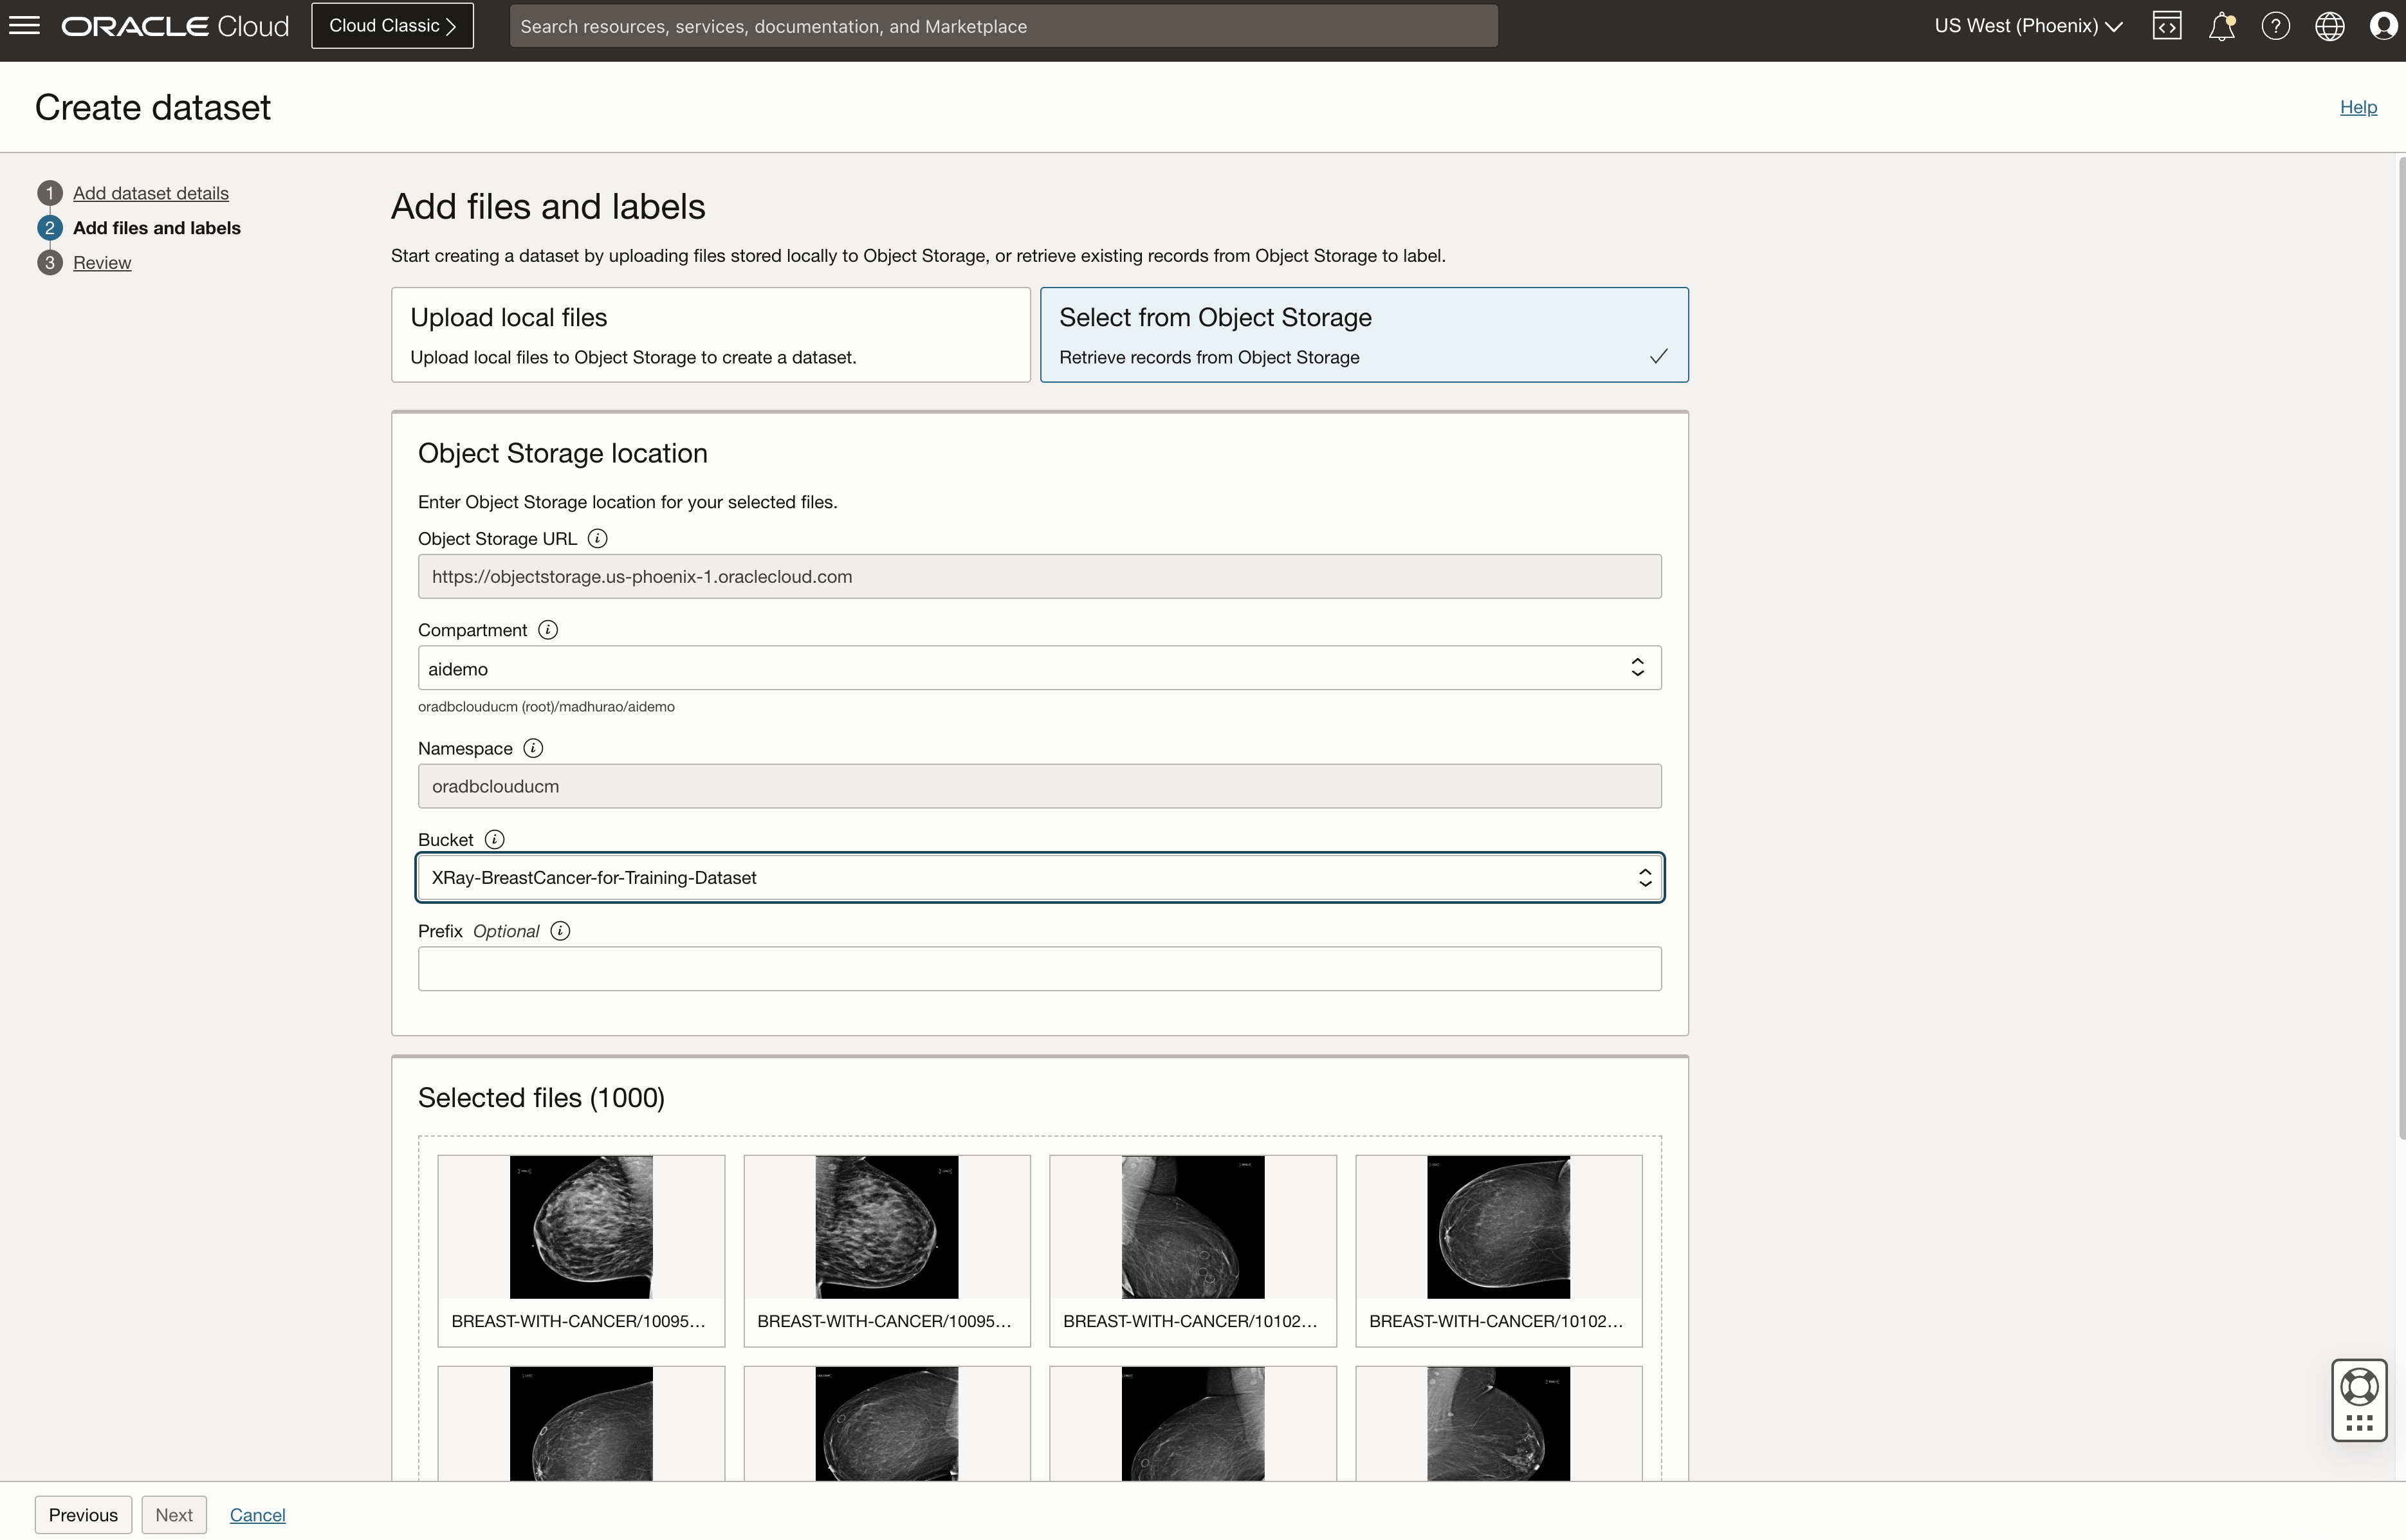 ORACLE Cloud
Cloud Classic
Search resources, services, documentation, and Marketplace
US West (Phoenix)
Create dataset
Help
1 Add dataset details
2 Add files and labels
3 Review
Add files and labels
Start creating a dataset by uploading files stored locally to Object Storage, or retrieve existing records from Object Storage to label.
Upload local files
Upload local files to Object Storage to create a dataset.
Select from Object Storage
Retrieve records from Object Storage
Object Storage location
Enter Object Storage location for your selected files.
Object Storage URL
https://objectstorage.us-phoenix-1.oraclecloud.com
Compartment
aidemo
oradbclouducm (root)/madhurao/aidemo
Namespace
oradbclouducm
Bucket
XRay-BreastCancer-for-Training-Dataset
Prefix Optional
Selected files (1000)
BREAST-WITH-CANCER/10095...
BREAST-WITH-CANCER/10095...
BREAST-WITH-CANCER/10102...
BREAST-WITH-CANCER/10102...
Previous
Next
Cancel